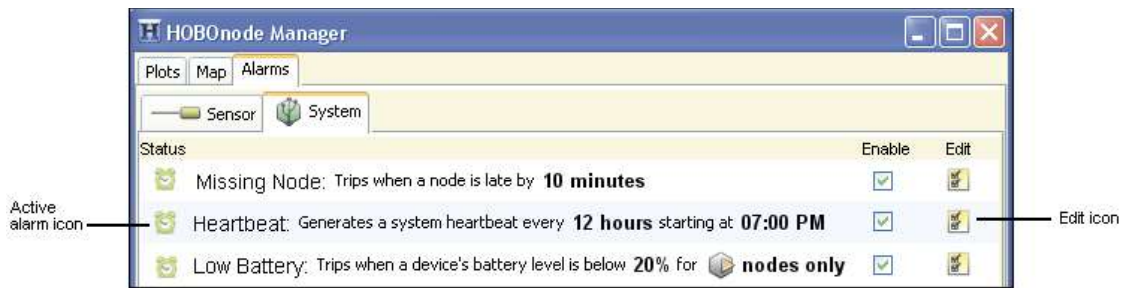 H HOBOnode Manager
Plots Map Alarms
Sensor System
Status Enable Edit
Missing Node: Trips when a node is late by 10 minutes
Active alarm icon
Heartbeat: Generates a system heartbeat every 12 hours starting at 07:00 PM
Edit icon
Low Battery: Trips when a device's battery level is below 20% for nodes only